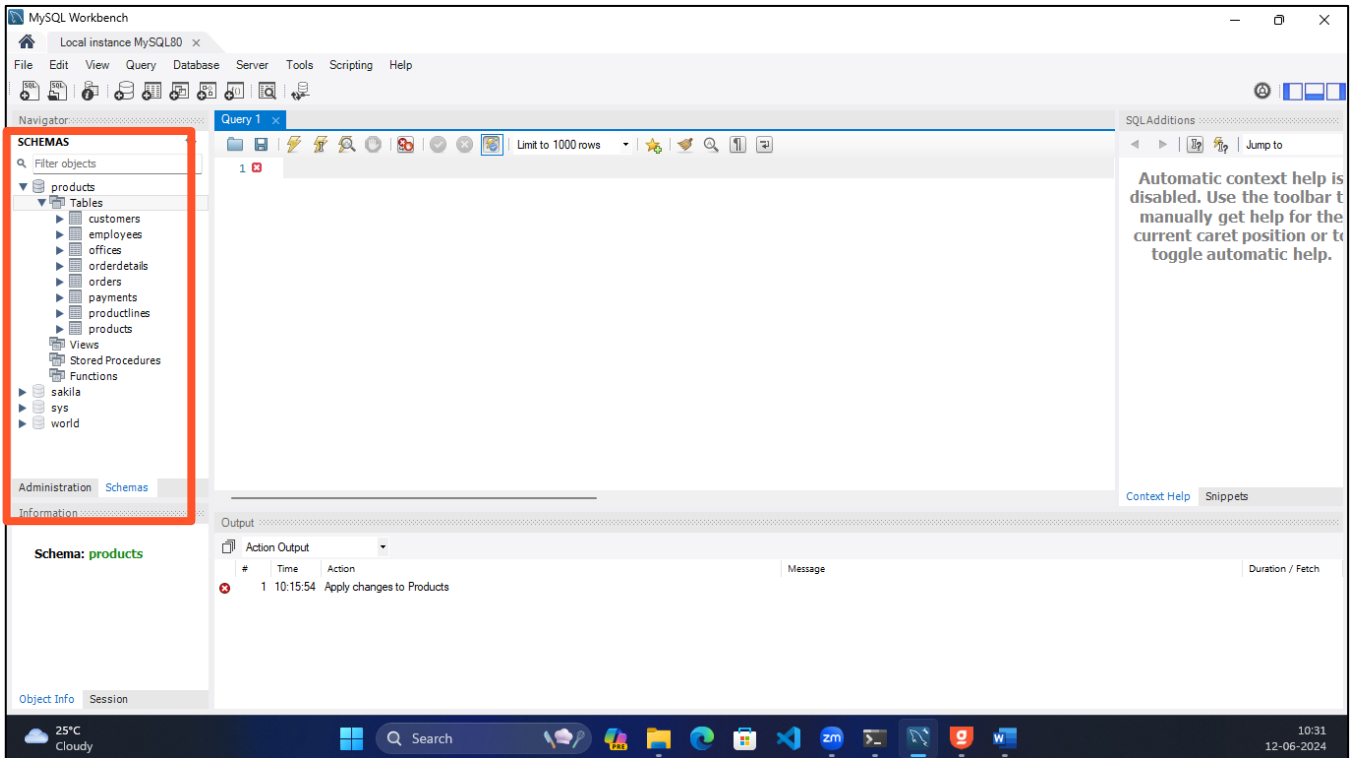 MySQL Workbench
Local instance MySQL80
File Edit View Query Database Server Tools Scripting Help
Navigator
SCHEMAS
Filter objects
products
Tables
customers
employees
offices
orderdetails
orders
payments
productlines
products
Views
Stored Procedures
Functions
sakila
sys
world
Administration Schemas
Information
Schema: products
Object Info Session
Query 1
Limit to 1000 rows
1
SQLAdditions
Jump to
Automatic context help is
disabled. Use the toolbar t
manually get help for the
current caret position or to
toggle automatic help.
Context Help Snippets
Output
Action Output
# Time Action Message Duration / Fetch
1 10:15:54 Apply changes to Products
25°C
Cloudy
Search
PRE
zm
10:31
12-06-2024